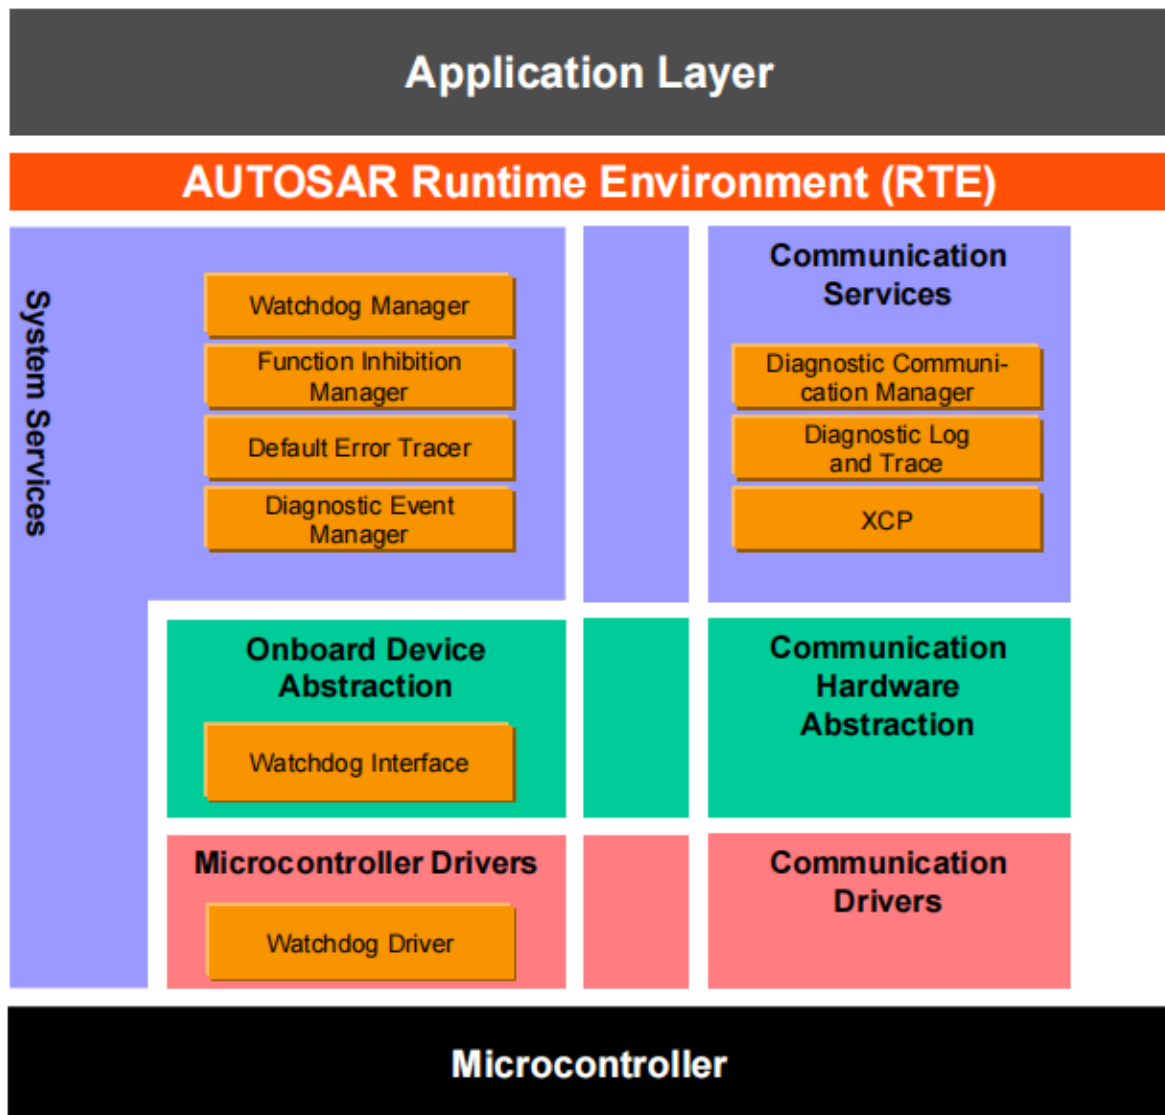 Application Layer
AUTOSAR Runtime Environment (RTE)
System Services
Watchdog Manager
Function Inhibition
Manager
Default Error Tracer
Diagnostic Event
Manager
Communication
Services
Diagnostic Communi-
cation Manager
Diagnostic Log
and Trace
XCP
Onboard Device
Abstraction
Watchdog Interface
Communication
Hardware
Abstraction
Microcontroller Drivers
Watchdog Driver
Communication
Drivers
Microcontroller